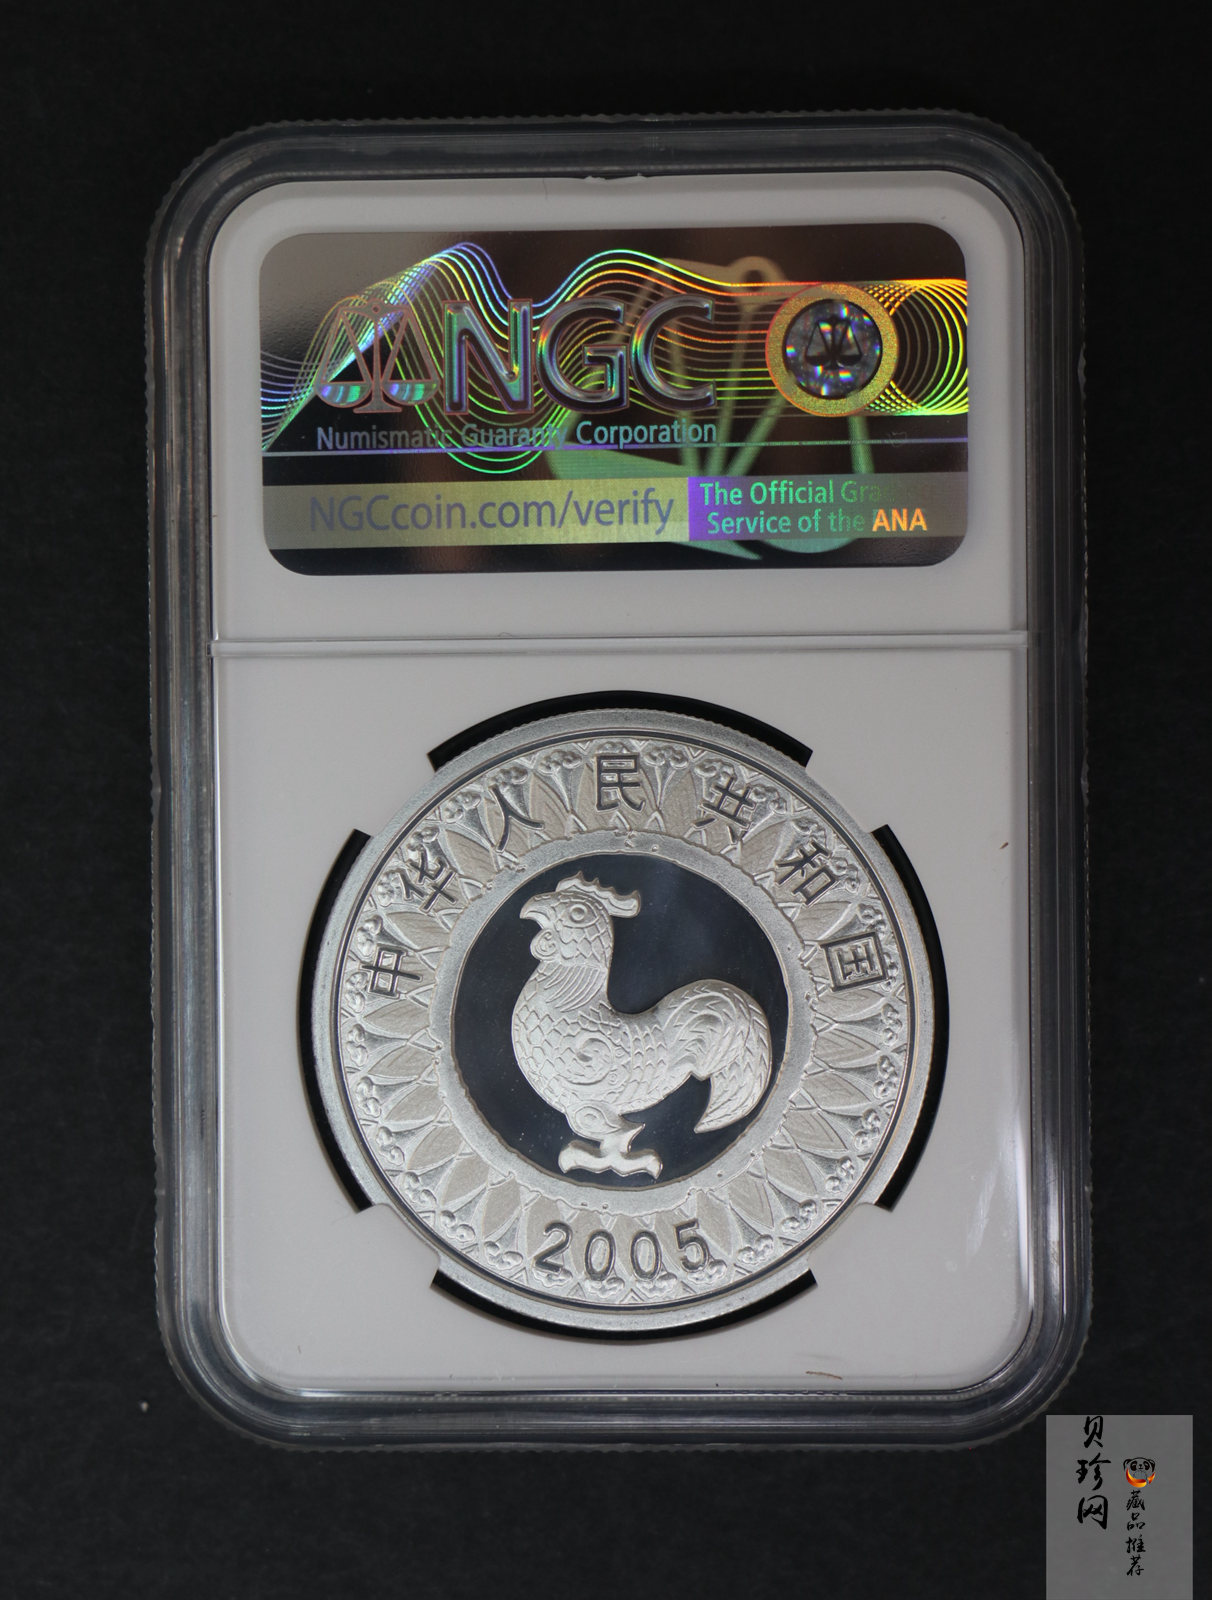 NGC
Numismatic Guaranty Corporation
NGCcoin.com/verify
The Official Grading
Service of the ANA
中华人民共和国
2005
贝珍网
藏品推荐